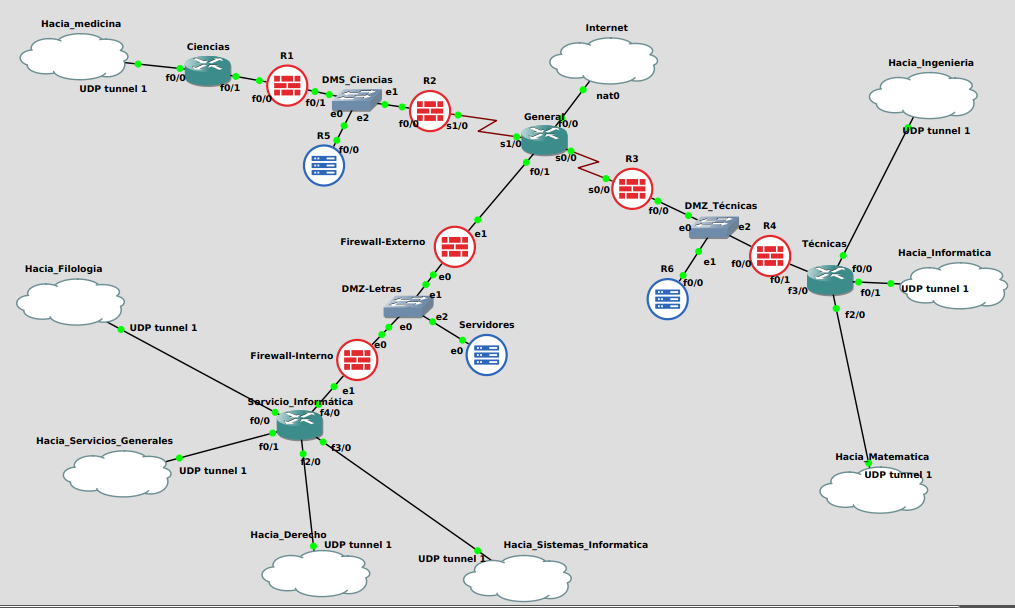 Hacia_medicina
Internet
Ciencias
R1
Hacia_Ingenieria
DMS_Ciencias
R2
f0/0
UDP tunnel 1
f0/1
f0/0
f0/1
e1
e0
e2
f0/0
s1/0
nat0
General
f0/0
UDP tunnel 1
R5
f0/0
s1/0
s0/0
f0/1
R3
s0/0
f0/0
DMZ_Técnicas
e0
e2
R4
Firewall-Externo
e1
Técnicas
Hacia_Informatica
e1
f0/0
Hacia_Filologia
R6
f0/0
f0/1
f3/0
f0/0
f0/1
UDP tunnel 1
e0
DMZ-Letras
e1
f2/0
e2
e0
UDP tunnel 1
Servidores
e0
e0
Firewall-Interno
e1
Servicio_Informática
f4/0
f0/0
f0/1
f3/0
f2/0
Hacia_Servicios_Generales
UDP tunnel 1
Hacia_Matematica
UDP tunnel 1
Hacia_Derecho
UDP tunnel 1
Hacia_Sistemas_Informatica
UDP tunnel 1